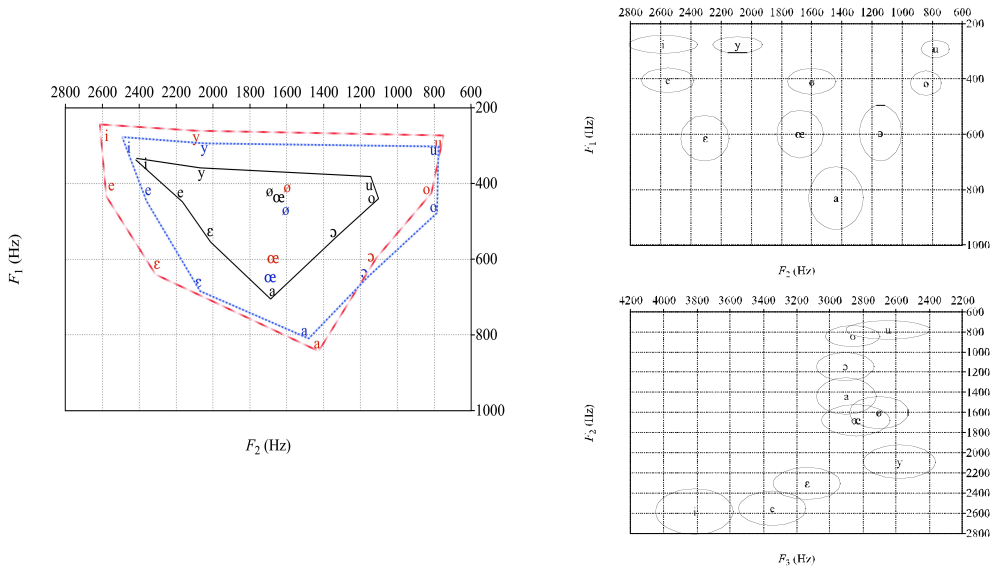 2800 2600 2400 2200 2000 1800 1600 1400 1200 1000 800 600
200
400
600
800
1000
F1 (Hz)
F2 (Hz)
i y u
i y u
i y u
e ø o
e ø o
e ø o
ɛ œ ɔ
ɛ œ ɔ
ɛ œ ɔ
a
a
a
2800 2600 2400 2200 2000 1800 1600 1400 1200 1000 800 600
200
400
600
800
1000
F1 (Hz)
F2 (Hz)
i y u
e ø o
ɛ œ ɔ
a
4200 4000 3800 3600 3400 3200 3000 2800 2600 2400 2200
600
800
1000
1200
1400
1600
1800
2000
2200
2400
2600
2800
F2 (Hz)
F3 (Hz)
o u
ɔ
a
œ ø
y
ɛ
i e